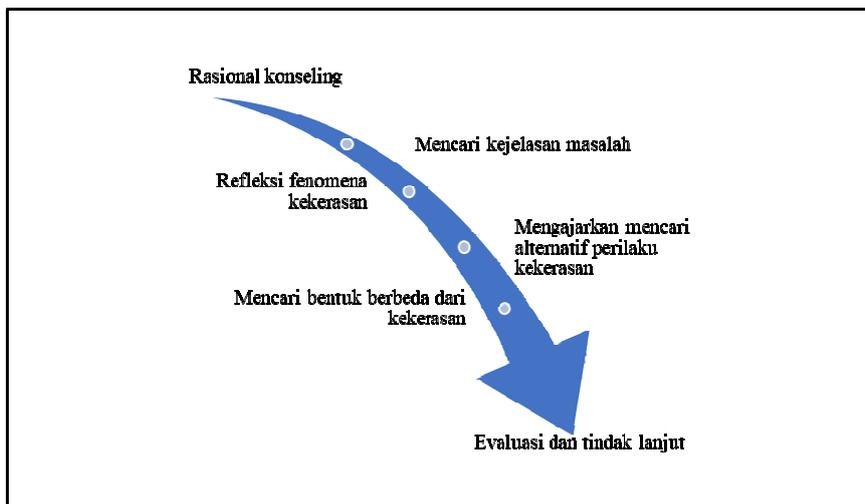 Rasional konseling
Mencari kejelasan masalah
Refleksi fenomena
kekerasan
Mengajarkan mencari
alternatif perilaku
kekerasan
Mencari bentuk berbeda dari
kekerasan
Evaluasi dan tindak lanjut